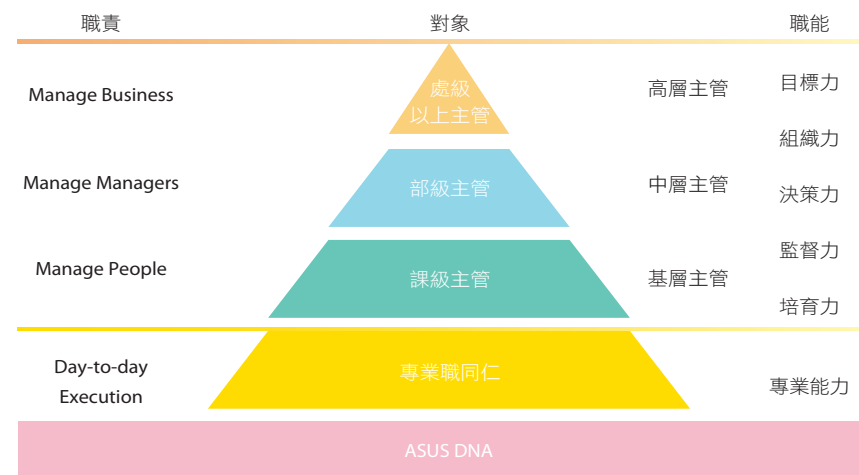 職責
對象
職能
Manage Business
處級
以上主管
高層主管
目標力
組織力
Manage Managers
部級主管
中層主管
決策力
監督力
Manage People
課級主管
基層主管
培育力
Day-to-day
Execution
專業職同仁
專業能力
ASUS DNA